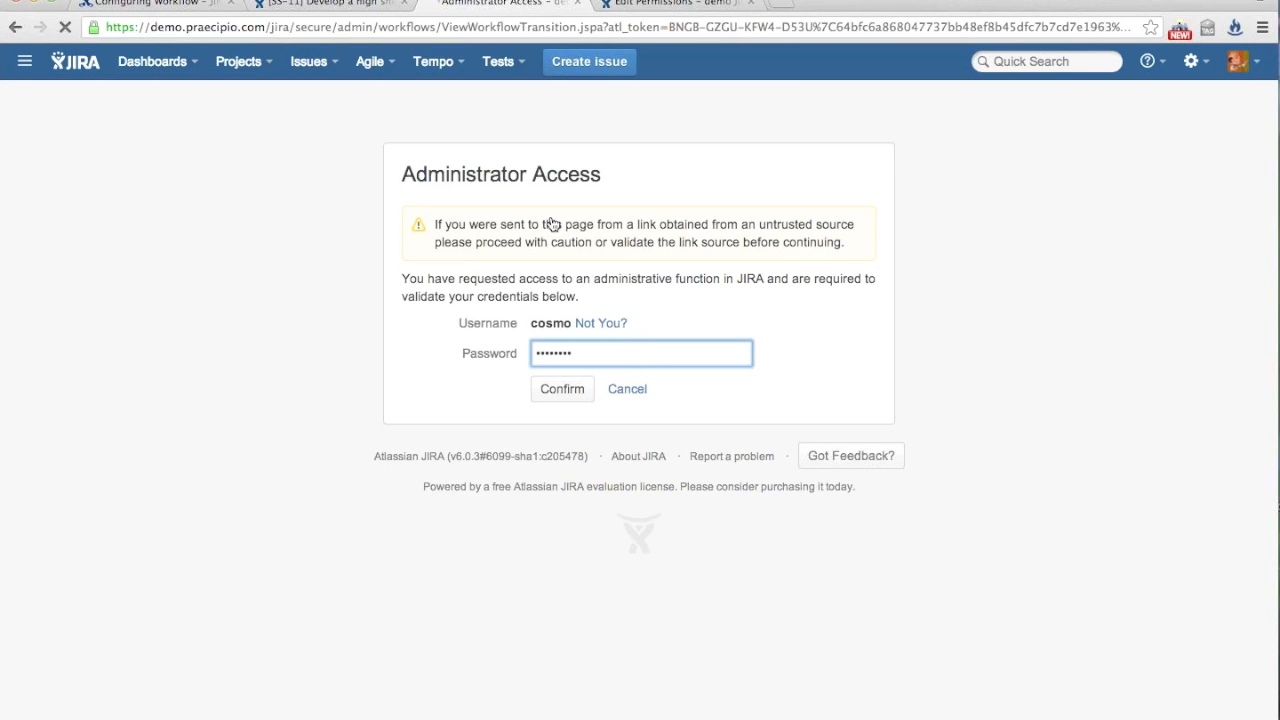 Configuring Workflow - JI
[SS-11] Develop a high s
Administrator Access - de
Edit Permissions - demo J
https://demo.praecipio.com/jira/secure/admin/workflows/ViewWorkflowTransition.jspa?atl_token=BNGB-GZGU-KFW4-D53U%7C64bfc6a868047737bb48ef8b45dfc7b7cd7e1963%...
NEW!
TAG
JIRA Dashboards Projects Issues Agile Tempo Tests Create issue Quick Search
Administrator Access
If you were sent to this page from a link obtained from an untrusted source
please proceed with caution or validate the link source before continuing.
You have requested access to an administrative function in JIRA and are required to
validate your credentials below.
Username cosmo Not You?
Password ••••••••
Confirm Cancel
Atlassian JIRA (v6.0.3#6099-sha1:c205478) · About JIRA · Report a problem · Got Feedback?
Powered by a free Atlassian JIRA evaluation license. Please consider purchasing it today.